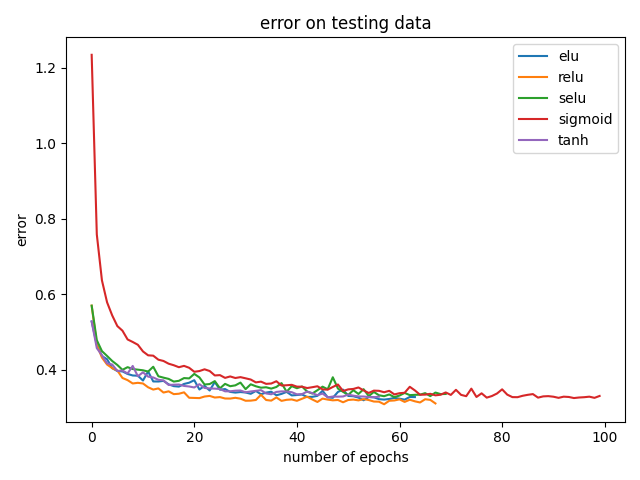 error on testing data
error
1.2
1.0
0.8
0.6
0.4
elu
relu
selu
sigmoid
tanh
0 20 40 60 80 100
number of epochs